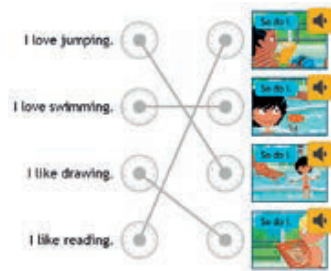 I love jumping.
So do I.
I love swimming.
So do I.
I like drawing.
So do I.
I like reading.
So do I.